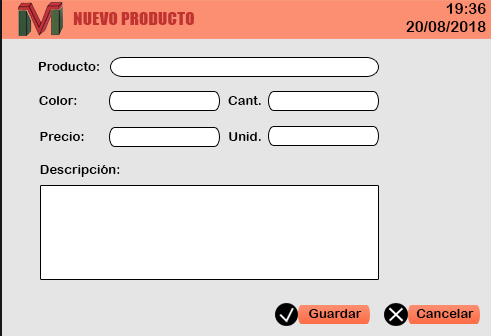 M NUEVO PRODUCTO
19:36
20/08/2018
Producto:
Color: Cant.
Precio: Unid.
Descripción:
Guardar Cancelar